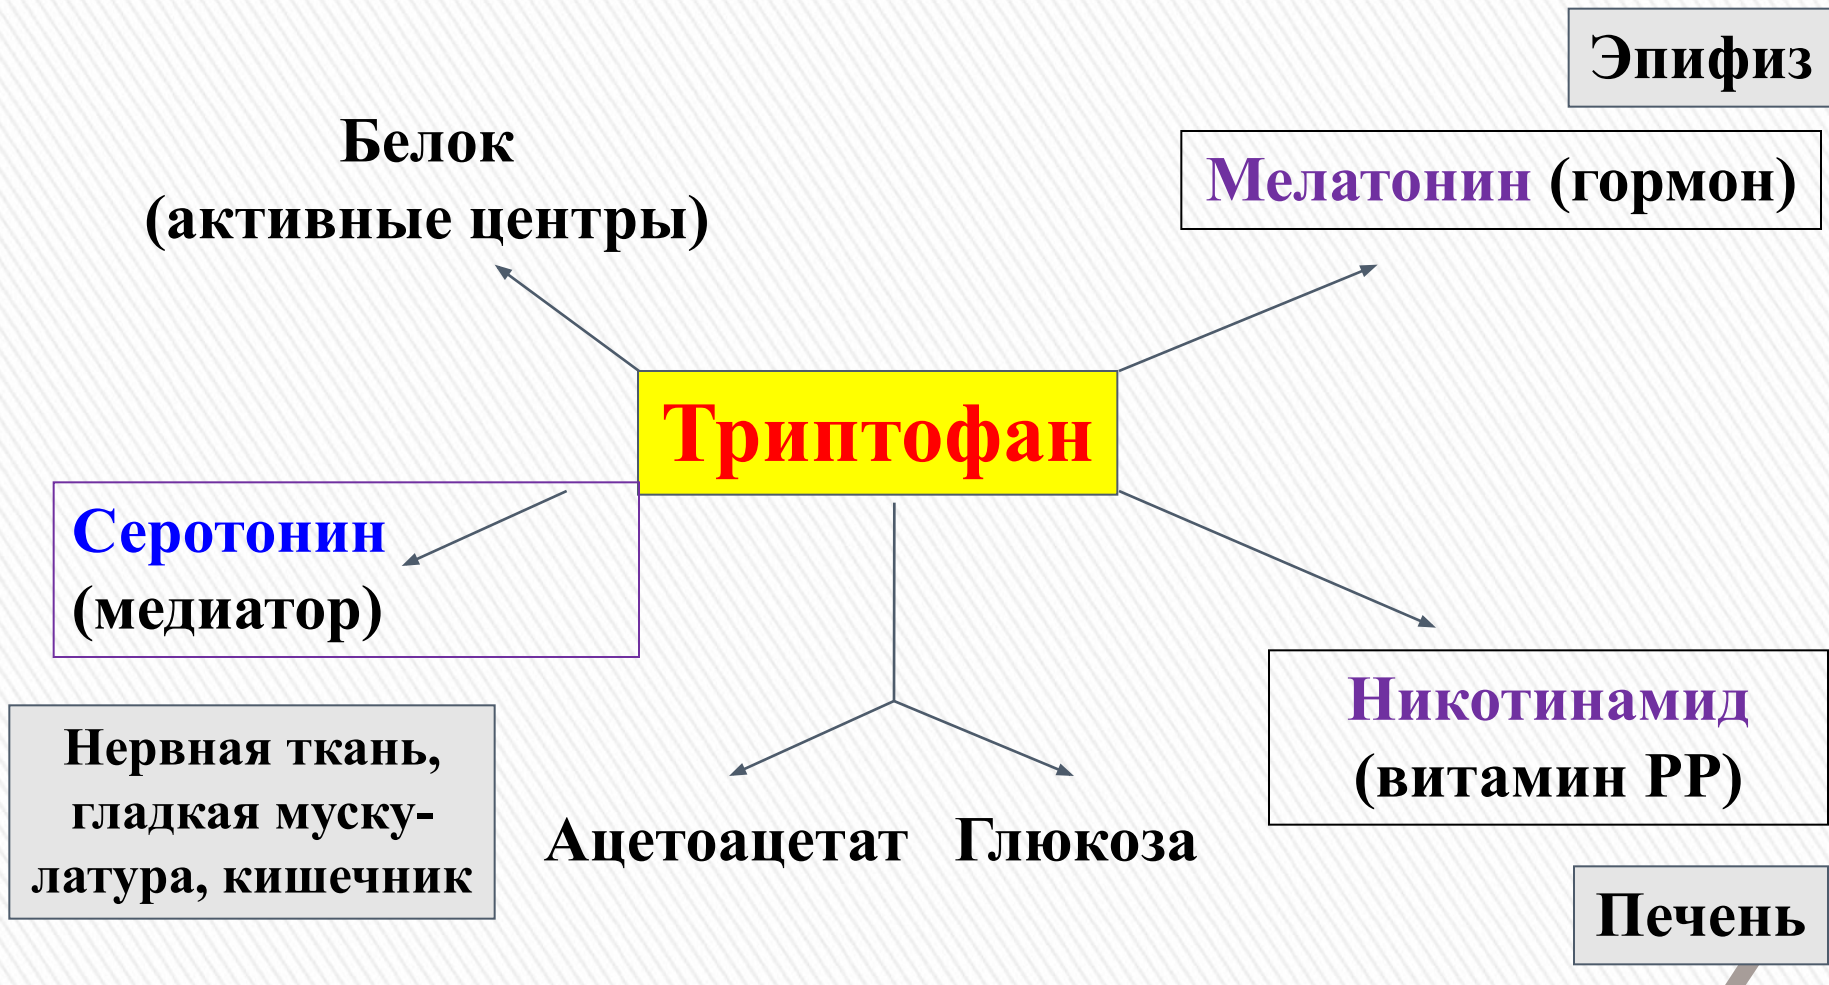 Эпифиз
Белок
(активные центры)
Мелатонин (гормон)
Триптофан
Серотонин
(медиатор)
Никотинамид
(витамин РР)
Нервная ткань,
гладкая муску-
латура, кишечник
Ацетоацетат Глюкоза
Печень